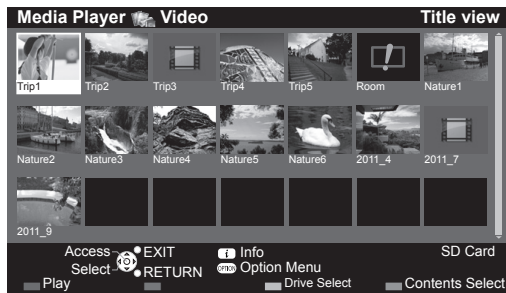 Media Player Video Title view
Trip1 Trip2 Trip3 Trip4 Trip5 Room Nature1
Nature2 Nature3 Nature4 Nature5 Nature6 2011_4 2011_7
2011_9
Access EXIT i Info SD Card
Select RETURN OPTION Option Menu
Play Drive Select Contents Select